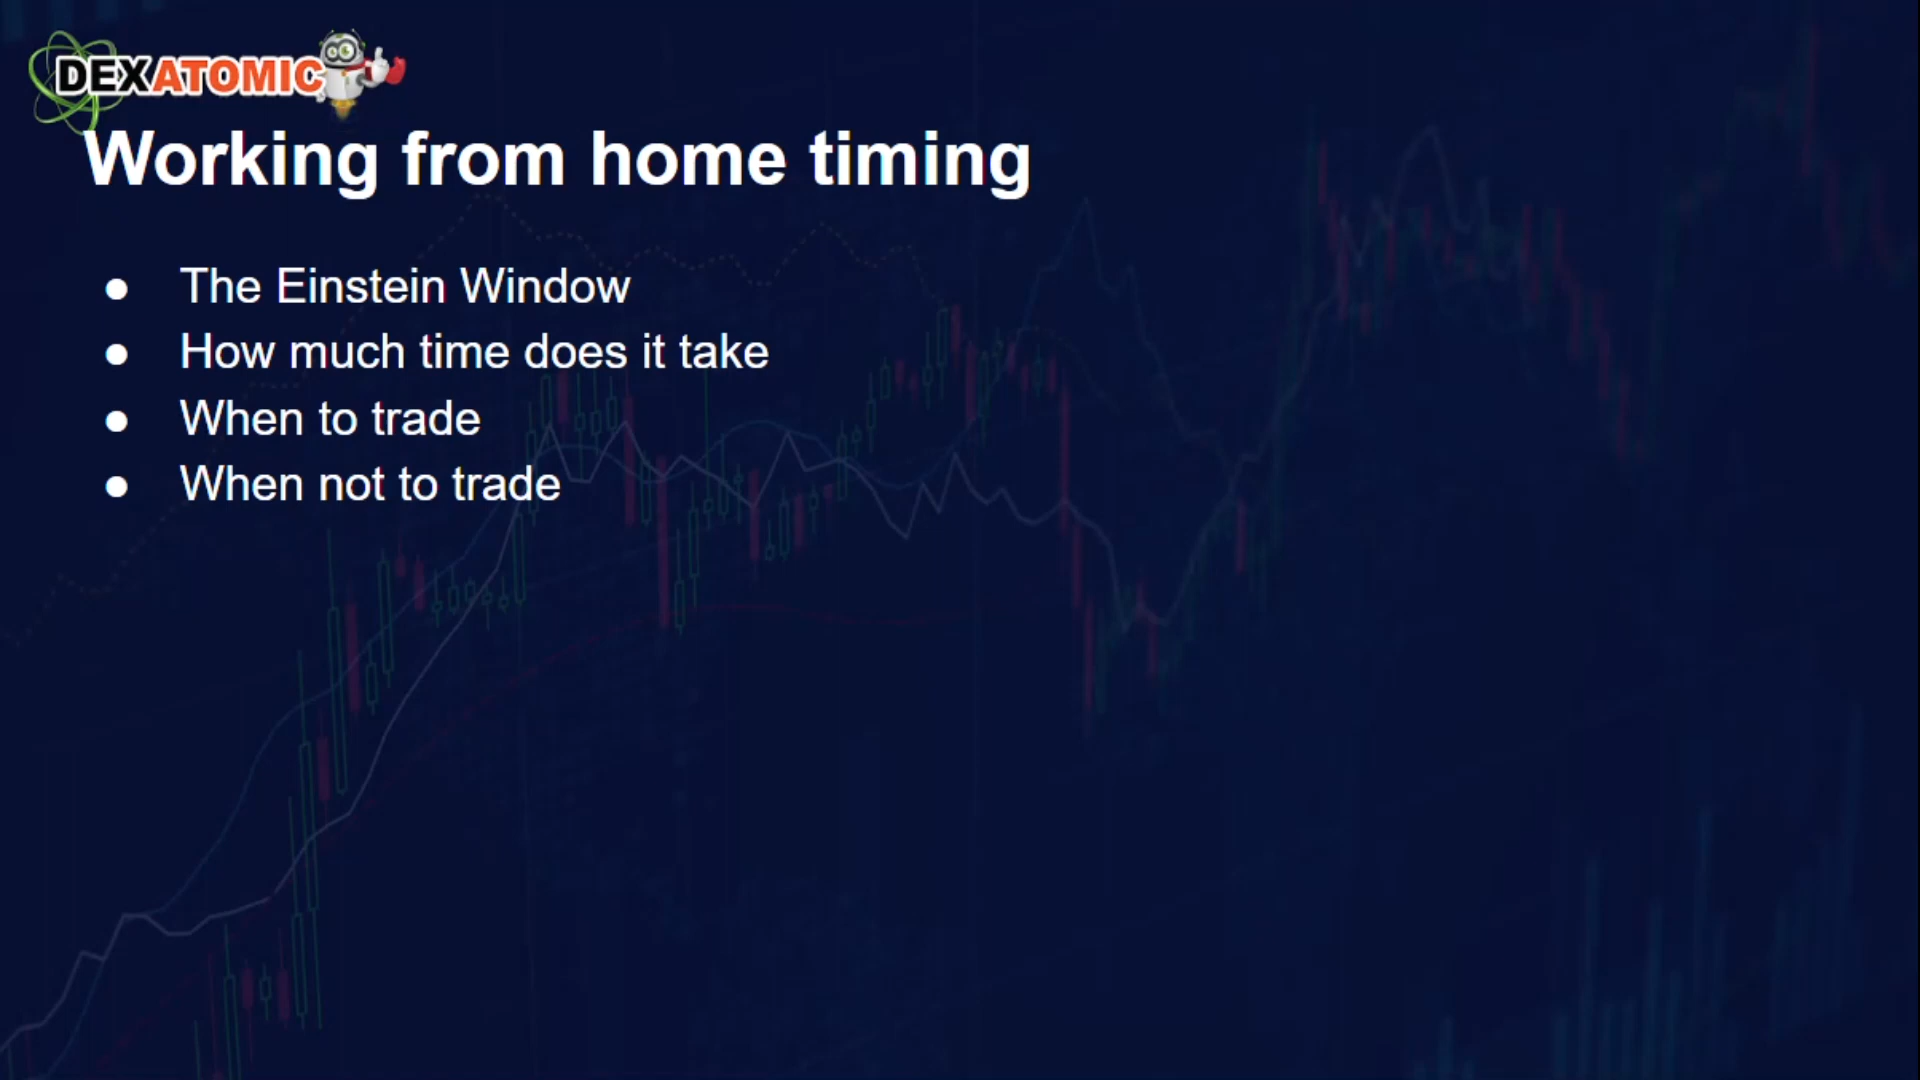 DEXATOMIC
Working from home timing
● The Einstein Window
● How much time does it take
● When to trade
● When not to trade